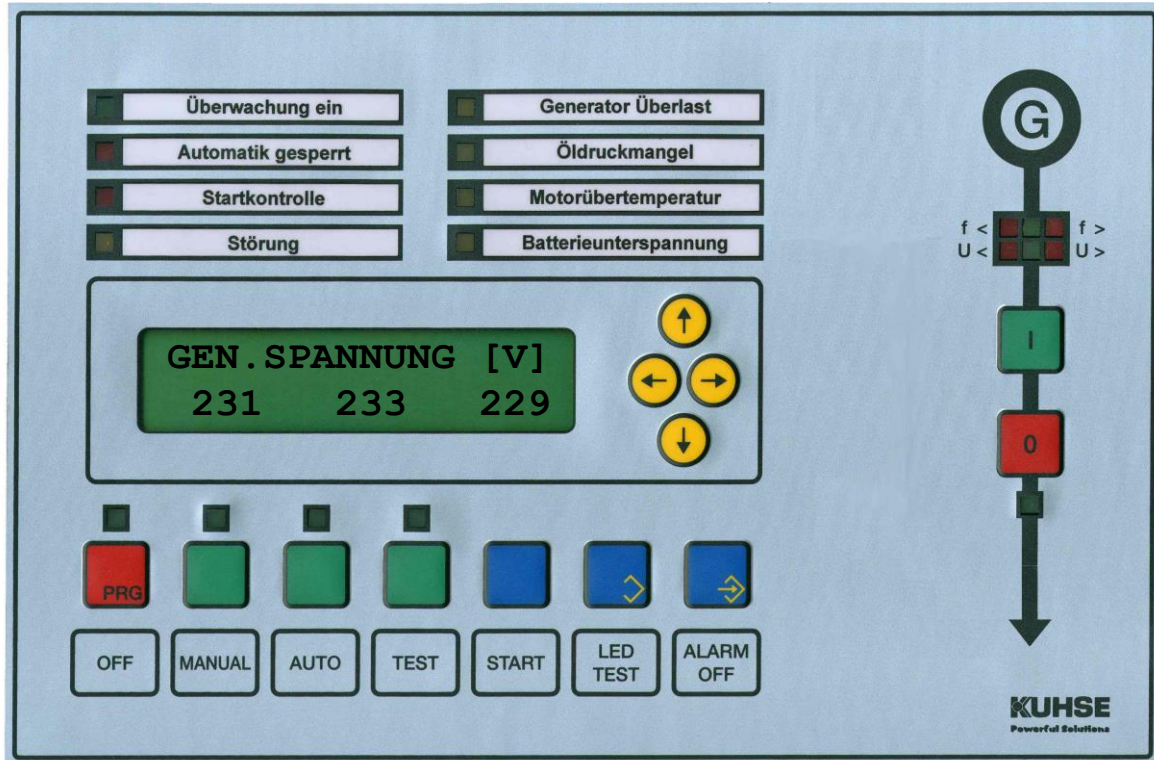 Überwachung ein
Automatik gesperrt
Startkontrolle
Störung
Generator Überlast
Öldruckmangel
Motorübertemperatur
Batterieunterspannung
G
f < f >
U < U >
GEN.SPANNUNG [V]
231 233 229
I
0
PRG
OFF
MANUAL
AUTO
TEST
START
LED
TEST
ALARM
OFF
KUHSE
Powerful Solutions